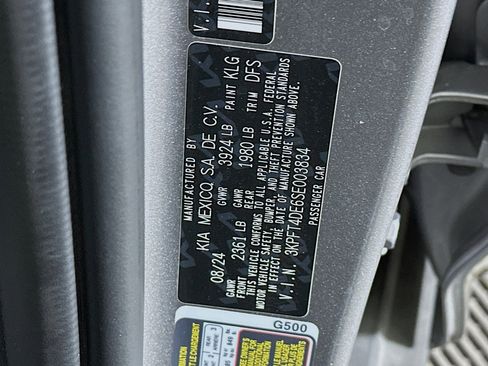 V.I.N.
MANUFACTURED BY
KIA MEXICO, S.A. DE C.V.
08/24 GVWR 3924 LB PAINT KLG
GAWR FRONT 2361 LB GAWR REAR 1980 LB TRIM DFS
THIS VEHICLE CONFORMS TO ALL APPLICABLE U.S.A. FEDERAL
MOTOR VEHICLE SAFETY, BUMPER, AND THEFT PREVENTION STANDARDS
IN EFFECT ON THE DATE OF MANUFACTURE SHOWN ABOVE.
V.I.N. 3KPFT4DE6SE003834
PASSENGER CAR
G500